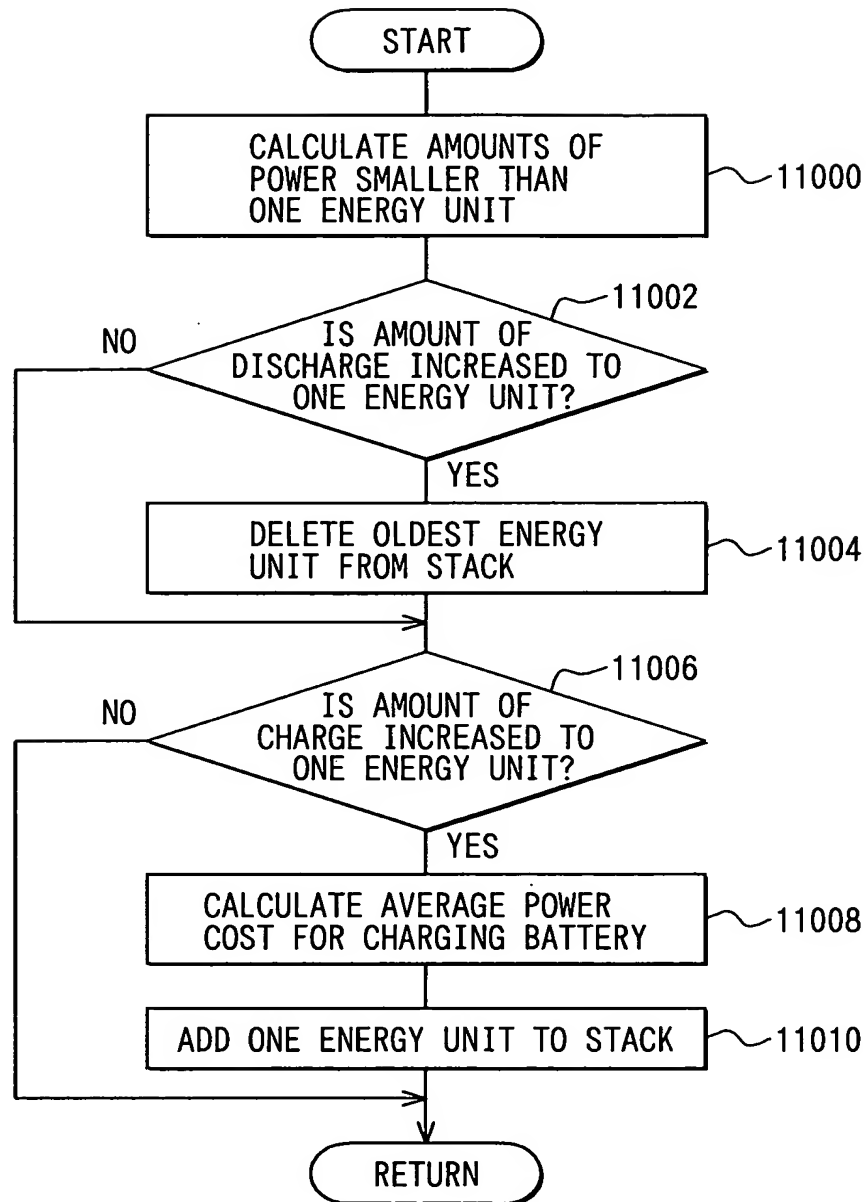 START
CALCULATE AMOUNTS OF
POWER SMALLER THAN
ONE ENERGY UNIT
11000
11002
IS AMOUNT OF
DISCHARGE INCREASED TO
ONE ENERGY UNIT?
NO
YES
DELETE OLDEST ENERGY
UNIT FROM STACK
11004
11006
IS AMOUNT OF
CHARGE INCREASED TO
ONE ENERGY UNIT?
NO
YES
CALCULATE AVERAGE POWER
COST FOR CHARGING BATTERY
11008
ADD ONE ENERGY UNIT TO STACK
11010
RETURN